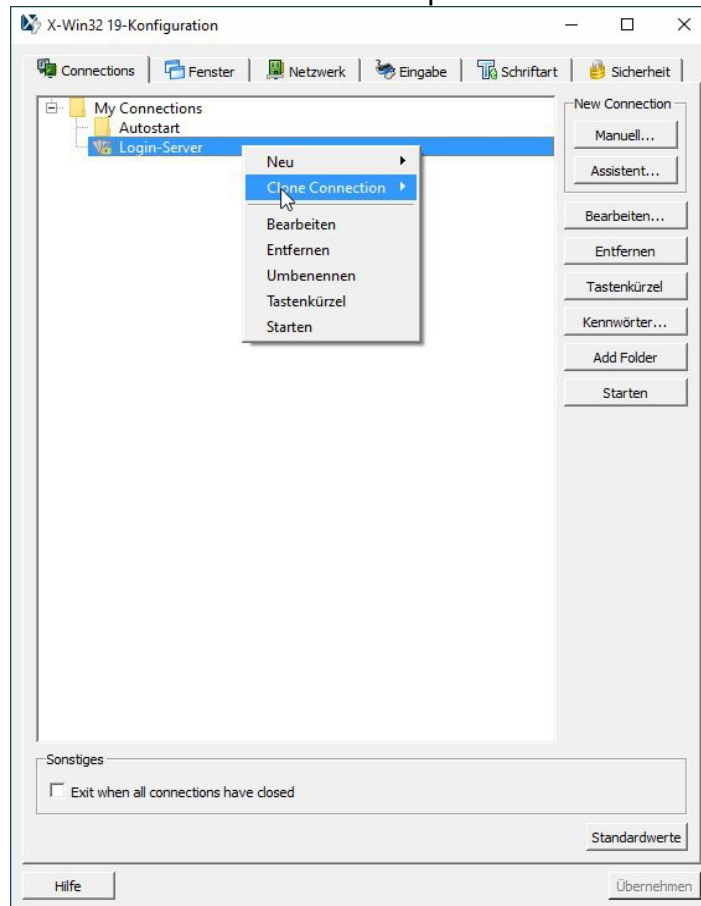 X-Win32 19-Konfiguration
Connections Fenster Netzwerk Eingabe Schriftart Sicherheit
My Connections
Autostart
Login-Server
Neu
Clone Connection
Bearbeiten
Entfernen
Umbenennen
Tastenkürzel
Starten
New Connection
Manuell...
Assistent...
Bearbeiten...
Entfernen
Tastenkürzel
Kennwörter...
Add Folder
Starten
Sonstiges
Exit when all connections have closed
Standardwerte
Hilfe
Übernehmen